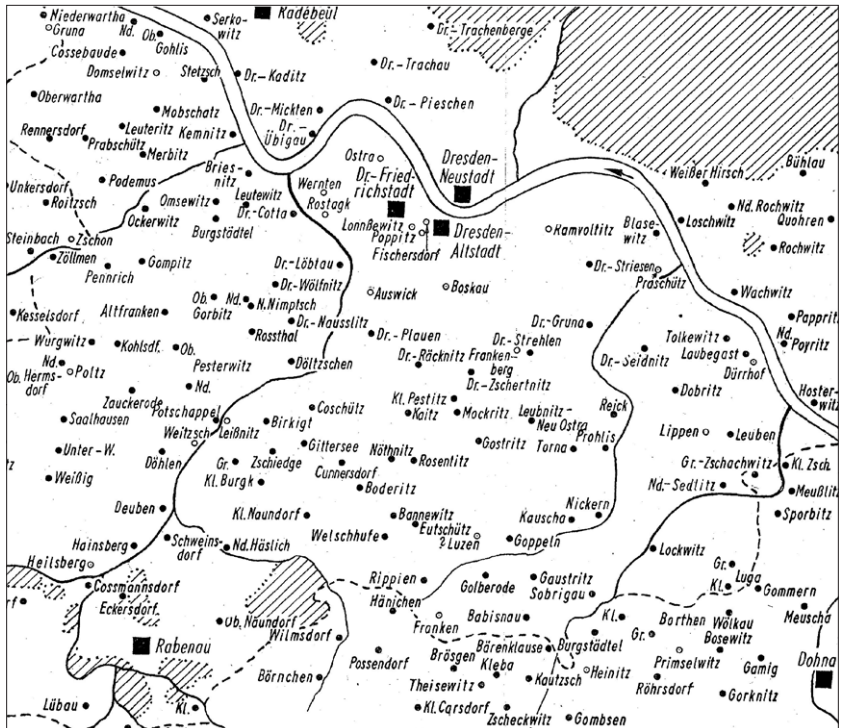 Niederwartha
Gruna
Cossebaude
Nd.
Ob.
Gohlis
Serko-
witz
Radebeul
Dr.-Trachenberge
Domselwitz
Stetzsch
Dr.-Kaditz
Dr.-Trachau
Oberwartha
Mobschatz
Dr.-Mickten
Dr.-Pieschen
Rennersdorf
Leuteritz
Prabschütz
Kemnitz
Dr.-
Übigau
Merbitz
Ostra
Dresden-
Neustadt
Weißer Hirsch
Bühlau
Unkersdorf
Podemus
Bries-
nitz
Wernten
Dr.-Fried-
richstadt
Roitzsch
Omsewitz
Leutewitz
Rostagk
Nd. Rochwitz
Ockerwitz
Burgstädtel
Dr.-Cotta
Lonnßewitz
Poppitz
Fischersdorf
Dresden-
Altstadt
Ramvoltitz
Blase-
witz
Loschwitz
Quohren
Steinbach
Zschon
Rochwitz
Zöllmen
Pennrich
Gompitz
Dr.-Löbtau
Dr.-Striesen
Praschütz
Dr.-Wölfnitz
Auswick
Boskau
Wachwitz
Kesselsdorf
Altfranken
Ob.
Gorbitz
Nd.
N.Nimptsch
Dr.-Nausslitz
Pappritz
Wurgwitz
Kohlsdf.
Ob.
Pesterwitz
Nd.
Rossthal
Dr.-Plauen
Dr.-Gruna
Dr.-Strehlen
Tolkewitz
Laubegast
Nd.
Poyritz
Nd.
Ob. Herms-
dorf
Poltz
Döltzschen
Dr.-Räcknitz
Franken-
berg
Dr.-Seidnitz
Dürrhof
Dr.-Zschertnitz
Zauckerode
Dobritz
Hoster-
witz
Saalhausen
Potschappel
Weitzsch
Leißnitz
Birkigt
Coschütz
Kl. Pestitz
Kaitz
Mockritz
Leubnitz-
Neu Ostra
Reick
Lippen
Leuben
Unter-W.
Döhlen
Gr.
Kl. Burgk
Zschiedge
Gittersee
Cunnersdorf
Nöthnitz
Rosentitz
Gostritz
Torna
Prohlis
Gr.-Zschachwitz
Kl. Zsch.
Weißig
Boderitz
Nd.-Sedlitz
Meußlitz
Sporbitz
Deuben
Kl. Naundorf
Welschhufe
Bannewitz
Eutschütz
Luzen
Kauscha
Nickern
Goppeln
Hainsberg
Schweins-
dorf
Nd.Häslich
Lockwitz
Heilsberg
Cossmannsdorf
Eckersdorf
Rippien
Golberode
Gaustritz
Sobrigau
Gr.
Kl.
Luga
Gommern
Hänichen
Meuscha
Ob. Naundorf
Wilmsdorf
Franken
Babisnau
Kl.
Burgstädtel
Gr.
Borthen
Wölkau
Bosewitz
Rabenau
Possendorf
Bärenklause
Brösgen
Kleba
Heinitz
Primselwitz
Gamig
Dohna
Börnchen
Theisewitz
Kautzsch
Röhrsdorf
Gorknitz
Lübau
Kl.
Kl. Carsdorf
Zscheckwitz
Gombsen